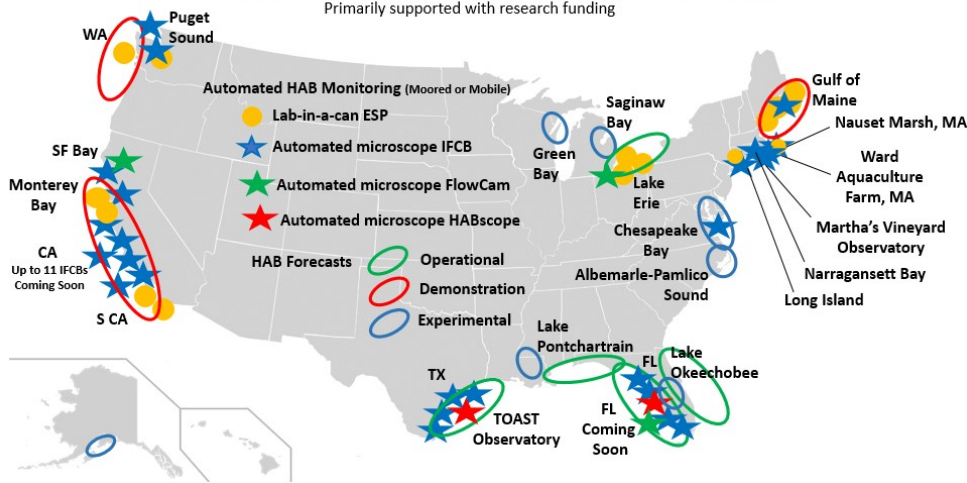 Primarily supported with research funding
WA
Puget
Sound
Automated HAB Monitoring (Moored or Mobile)
Lab-in-a-can ESP
Automated microscope IFCB
Automated microscope FlowCam
Automated microscope HABscope
HAB Forecasts
Operational
Demonstration
Experimental
SF Bay
Monterey
Bay
CA
Up to 11 IFCBs
Coming Soon
S CA
Green
Bay
Saginaw
Bay
Lake
Erie
Gulf of
Maine
Nauset Marsh, MA
Ward
Aquaculture
Farm, MA
Martha's Vineyard
Observatory
Narragansett Bay
Long Island
Chesapeake
Bay
Albemarle-Pamlico
Sound
Lake
Pontchartrain
FL
Lake
Okeechobee
FL
Coming
Soon
TX
TOAST
Observatory